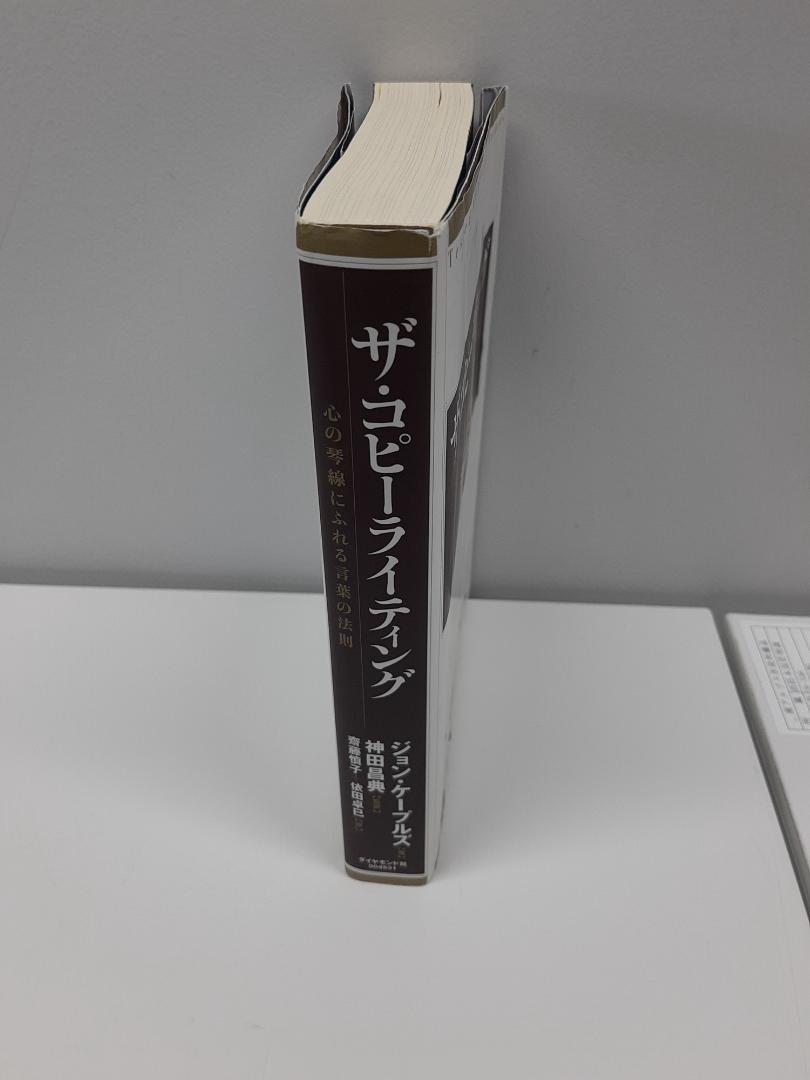 ザ・コピーライティング
心の琴線にふれる言葉の法則
ジョン・ケープルズ
神田昌典
齋藤慎子 依田卓巳
ダイヤモンド社